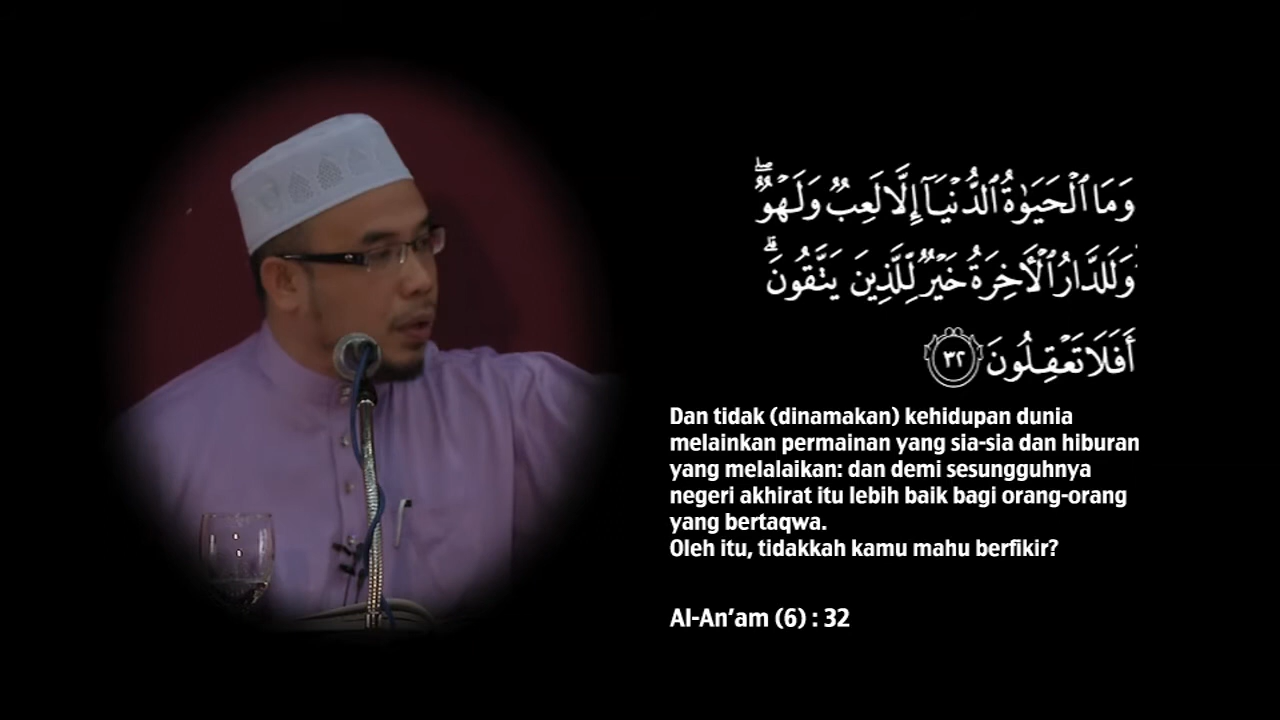 وَمَا ٱلْحَيَوٰةُ ٱلدُّنْيَآ إِلَّا لَعِبٌ وَلَهْوٌ ۖ
وَلَلدَّارُ ٱلْأَخِرَةُ خَيْرٌ لِّلَّذِينَ يَتَّقُونَ ۗ
أَفَلَا تَعْقِلُونَ ٣٢
Dan tidak (dinamakan) kehidupan dunia
melainkan permainan yang sia-sia dan hiburan
yang melalaikan: dan demi sesungguhnya
negeri akhirat itu lebih baik bagi orang-orang
yang bertaqwa.
Oleh itu, tidakkah kamu mahu berfikir?
Al-An’am (6) : 32